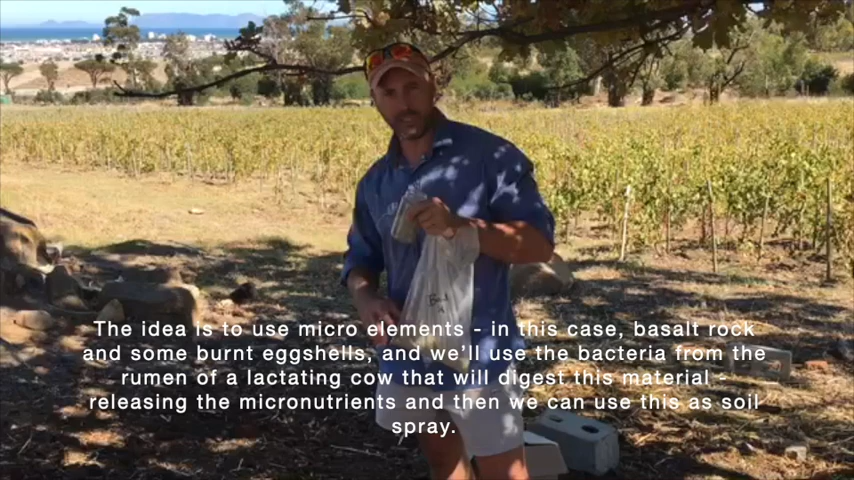 The idea is to use micro elements - in this case, basalt rock
and some burnt eggshells, and we'll use the bacteria from the
rumen of a lactating cow that will digest this material -
releasing the micronutrients and then we can use this as soil
spray.